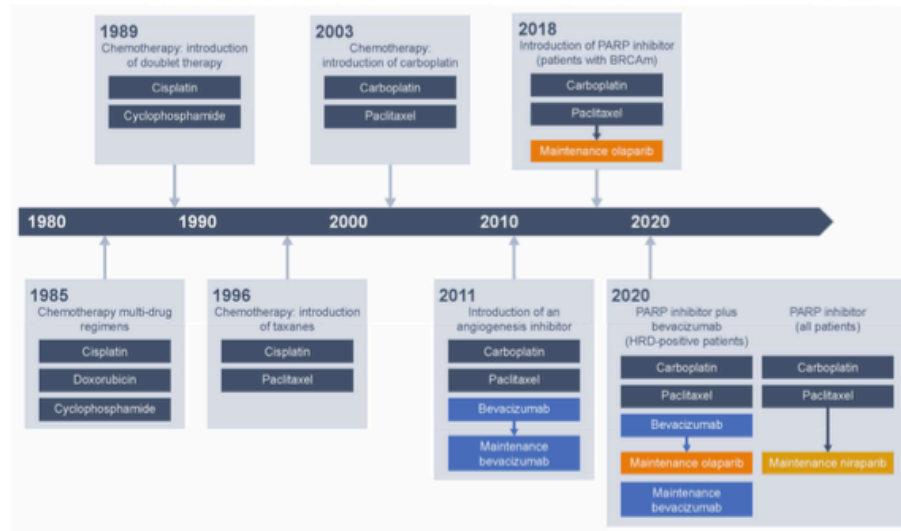 1989
Chemotherapy: introduction
of doublet therapy
Cisplatin
Cyclophosphamide
2003
Chemotherapy:
introduction of carboplatin
Carboplatin
Paclitaxel
2018
Introduction of PARP inhibitor
(patients with BRCAm)
Carboplatin
Paclitaxel
Maintenance olaparib
1980 1990 2000 2010 2020
1985
Chemotherapy multi-drug
regimens
Cisplatin
Doxorubicin
Cyclophosphamide
1996
Chemotherapy: introduction
of taxanes
Cisplatin
Paclitaxel
2011
Introduction of an
angiogenesis inhibitor
Carboplatin
Paclitaxel
Bevacizumab
Maintenance
bevacizumab
2020
PARP inhibitor plus
bevacizumab
(HRD-positive patients)
Carboplatin
Paclitaxel
Bevacizumab
Maintenance olaparib
Maintenance
bevacizumab
PARP inhibitor
(all patients)
Carboplatin
Paclitaxel
Maintenance niraparib